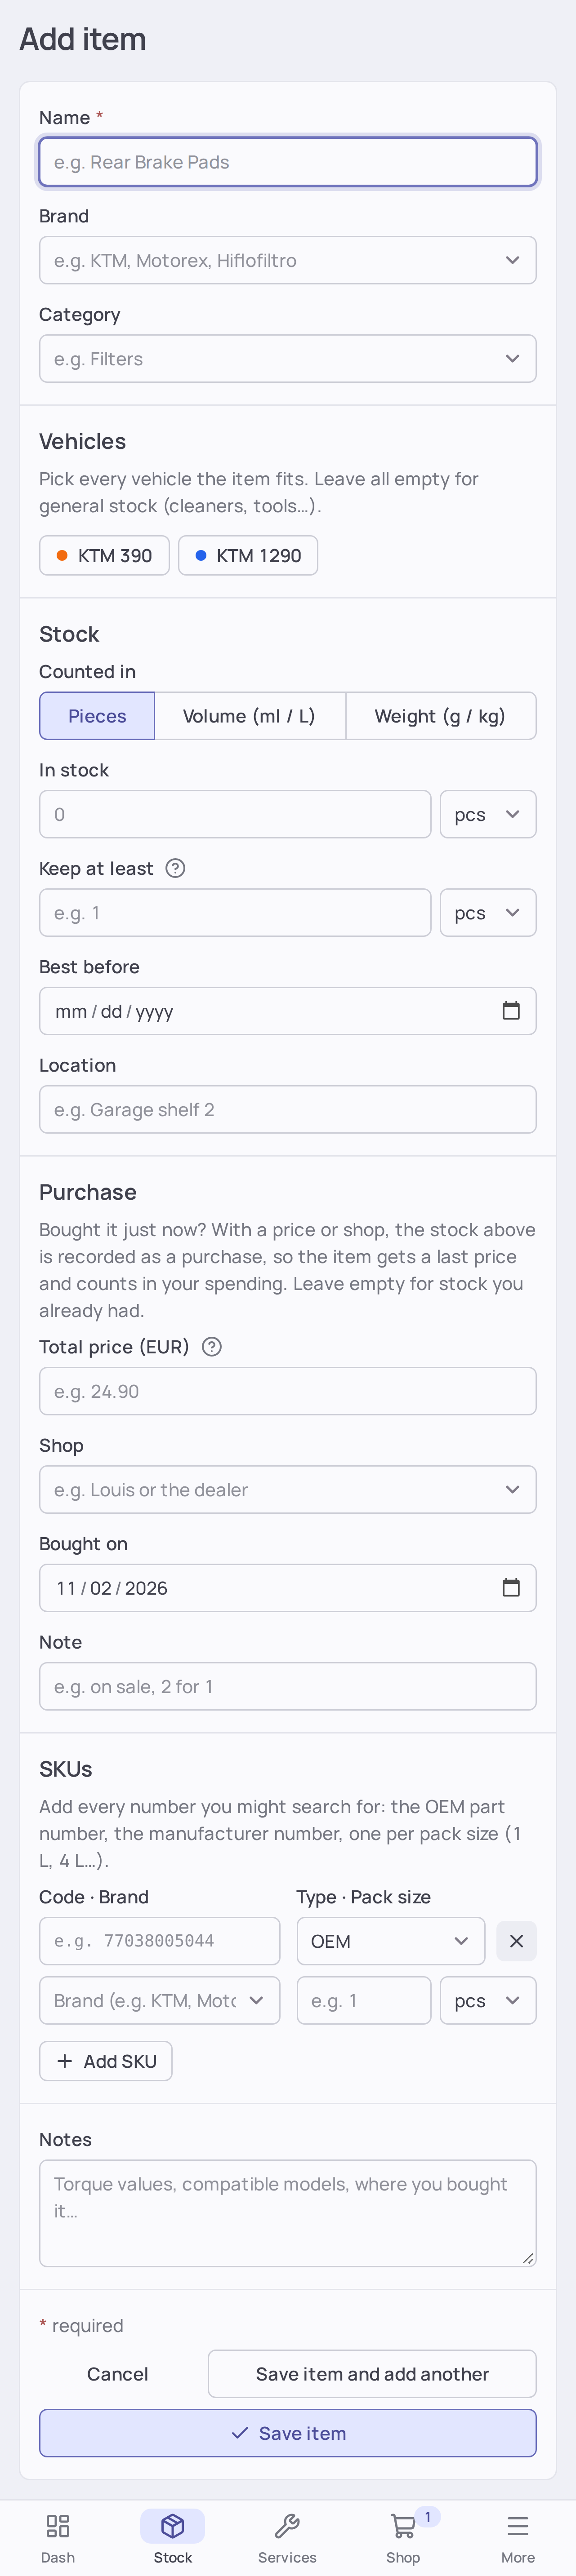 Add item
Name *
e.g. Rear Brake Pads
Brand
e.g. KTM, Motorex, Hiflofiltro
Category
e.g. Filters
Vehicles
Pick every vehicle the item fits. Leave all empty for
general stock (cleaners, tools…).
KTM 390
KTM 1290
Stock
Counted in
Pieces
Volume (ml / L)
Weight (g / kg)
In stock
0
pcs
Keep at least
e.g. 1
pcs
Best before
mm/dd/yyyy
Location
e.g. Garage shelf 2
Purchase
Bought it just now? With a price or shop, the stock above
is recorded as a purchase, so the item gets a last price
and counts in your spending. Leave empty for stock you
already had.
Total price (EUR)
e.g. 24.90
Shop
e.g. Louis or the dealer
Bought on
11/02/2026
Note
e.g. on sale, 2 for 1
SKUs
Add every number you might search for: the OEM part
number, the manufacturer number, one per pack size (1
L, 4 L…).
Code · Brand
Type · Pack size
e.g. 77038005044
OEM
Brand (e.g. KTM, Motc
e.g. 1
pcs
Add SKU
Notes
Torque values, compatible models, where you bought
it…
* required
Cancel
Save item and add another
Save item
1
Dash
Stock
Services
Shop
More